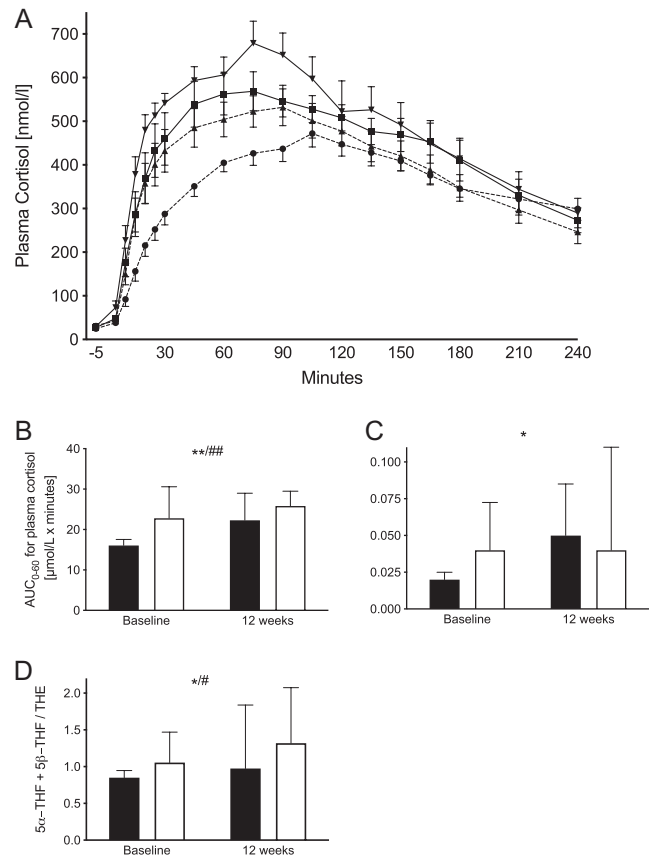 A
Plasma Cortisol [nmol/l]
700
600
500
400
300
200
100
0
-5 30 60 90 120 150 180 210 240
Minutes
B
AUC0-60 for plasma cortisol
[µmol/L x minutes]
40
30
20
10
0
**/##
Baseline 12 weeks
C
0.100
0.075
0.050
0.025
0.000
*
Baseline 12 weeks
D
5α-THF + 5β-THF / THE
2.0
1.5
1.0
0.5
0.0
*/#
Baseline 12 weeks